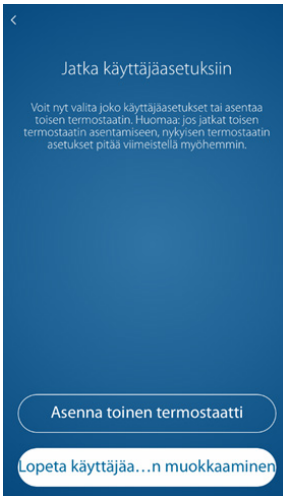 Jatka käyttäjäasetuksiin
Voit nyt valita joko käyttäjäasetukset tai asentaa
toisen termostaatin. Huomaa: jos jatkat toisen
termostaatin asentamiseen, nykyisen termostaatin
asetukset pitää viimeistellä myöhemmin.
Asenna toinen termostaatti
Lopeta käyttäjäa…n muokkaaminen